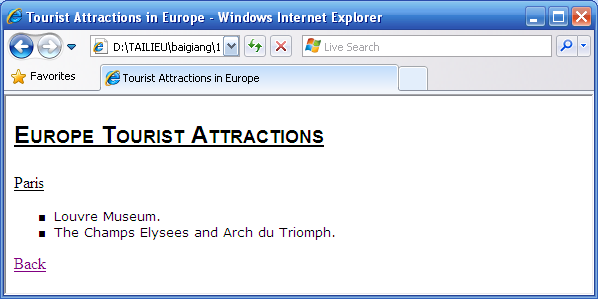 Tourist Attractions in Europe - Windows Internet Explorer
D:\TAILIEU\baigiang\1
Live Search
Favorites
Tourist Attractions in Europe
Europe Tourist Attractions
Paris
Louvre Museum.
The Champs Elysees and Arch du Triomph.
Back